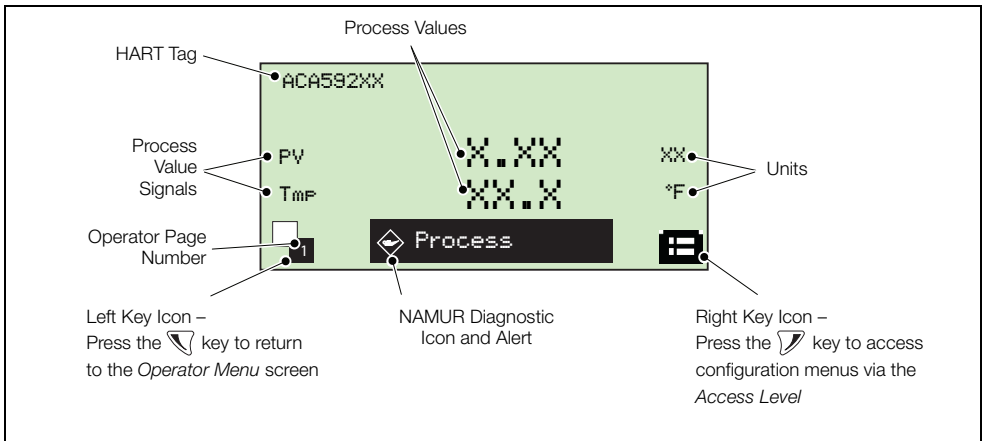 Process Values
HART Tag
ACA592XX
Process
Value
Signals
PV
X.XX
XX
Tmp
XX.X
°F
Units
Operator Page
Number
1
Process
Left Key Icon –
Press the key to return
to the Operator Menu screen
NAMUR Diagnostic
Icon and Alert
Right Key Icon –
Press the key to access
configuration menus via the
Access Level